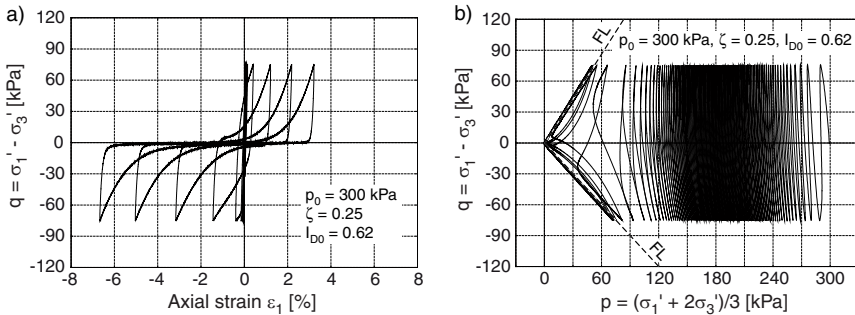 a)
q = σ1' - σ3' [kPa]
120
90
60
30
0
-30
-60
-90
-120
p0 = 300 kPa
ζ = 0.25
ID0 = 0.62
-8 -6 -4 -2 0 2 4 6 8
Axial strain ε1 [%]
b)
q = σ1' - σ3' [kPa]
120
90
60
30
0
-30
-60
-90
-120
FL
p0 = 300 kPa, ζ = 0.25, ID0 = 0.62
FL
0 60 120 180 240 300
p = (σ1' + 2σ3')/3 [kPa]